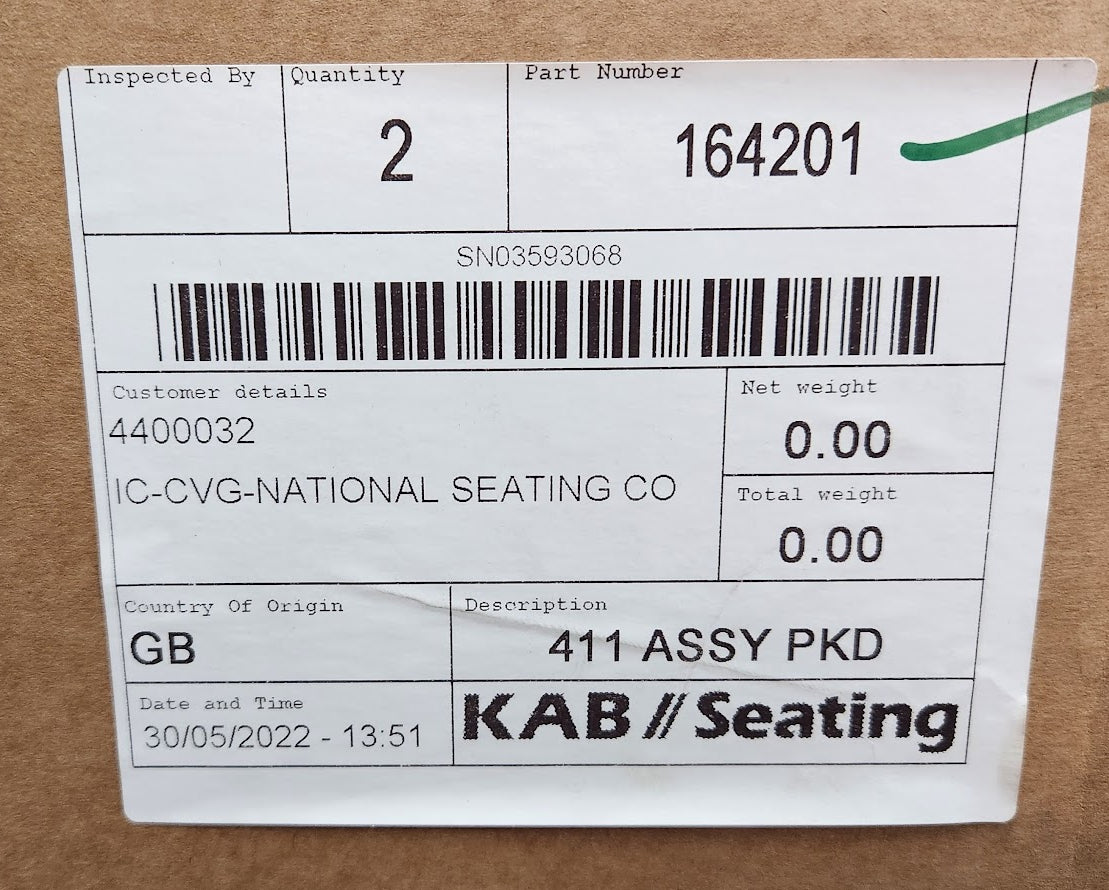 Inspected By
Quantity
Part Number
2
164201
SN03593068
Customer details
4400032
IC-CVG-NATIONAL SEATING CO
Net weight
0.00
Total weight
0.00
Country Of Origin
GB
Description
411 ASSY PKD
Date and Time
30/05/2022 - 13:51
KAB // Seating